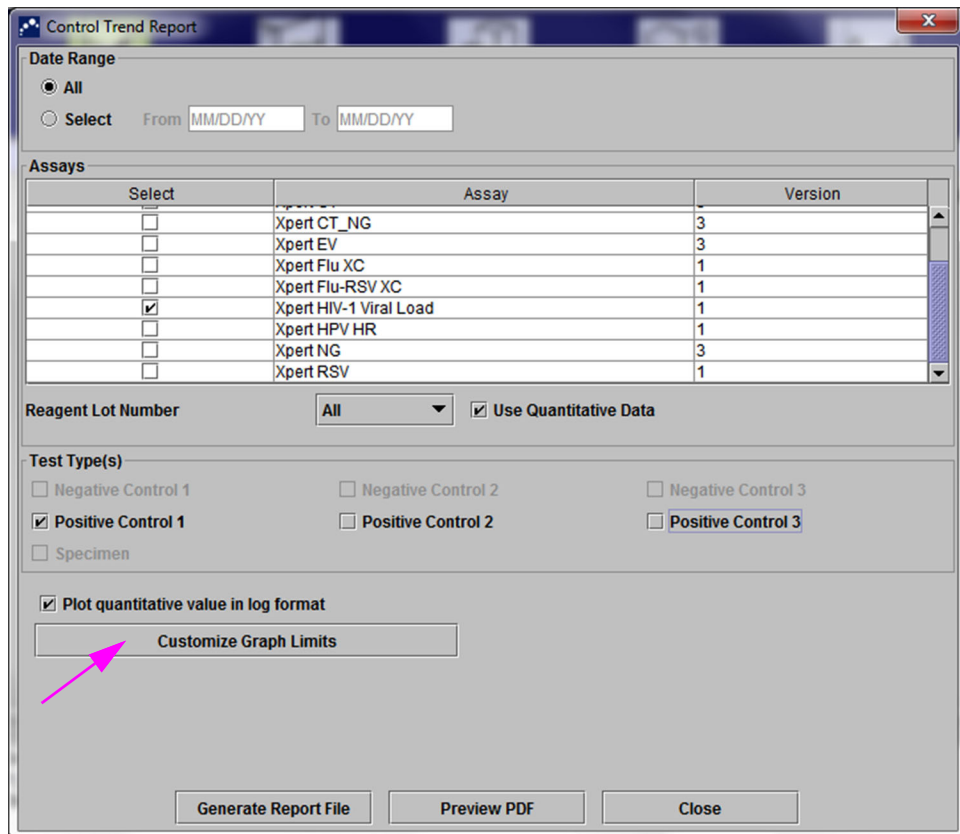 Control Trend Report
Date Range
All
Select From MM/DD/YY To MM/DD/YY
Assays
Select Assay Version
Xpert CT_NG 3
Xpert EV 3
Xpert Flu XC 1
Xpert Flu-RSV XC 1
Xpert HIV-1 Viral Load 1
Xpert HPV HR 1
Xpert NG 3
Xpert RSV 1
Reagent Lot Number All Use Quantitative Data
Test Type(s)
Negative Control 1 Negative Control 2 Negative Control 3
Positive Control 1 Positive Control 2 Positive Control 3
Specimen
Plot quantitative value in log format
Customize Graph Limits
Generate Report File Preview PDF Close